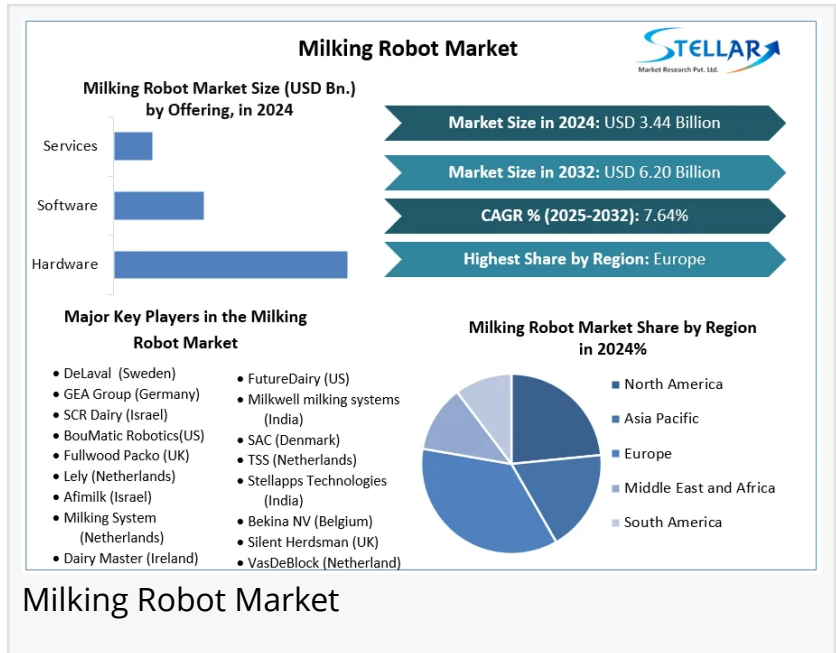 Milking Robot Market
STELLAR
Market Research Pvt. Ltd.
Milking Robot Market Size (USD Bn.)
by Offering, in 2024
Services
Software
Hardware
Market Size in 2024: USD 3.44 Billion
Market Size in 2032: USD 6.20 Billion
CAGR % (2025-2032): 7.64%
Highest Share by Region: Europe
Major Key Players in the Milking
Robot Market
• DeLaval (Sweden)
• GEA Group (Germany)
• SCR Dairy (Israel)
• BouMatic Robotics(US)
• Fullwood Packo (UK)
• Lely (Netherlands)
• Afimilk (Israel)
• Milking System
(Netherlands)
• Dairy Master (Ireland)
• FutureDairy (US)
• Milkwell milking systems
(India)
• SAC (Denmark)
• TSS (Netherlands)
• Stellapps Technologies
(India)
• Bekina NV (Belgium)
• Silent Herdsman (UK)
• VasDeBlock (Netherland)
Milking Robot Market Share by Region
in 2024%
North America
Asia Pacific
Europe
Middle East and Africa
South America
Milking Robot Market